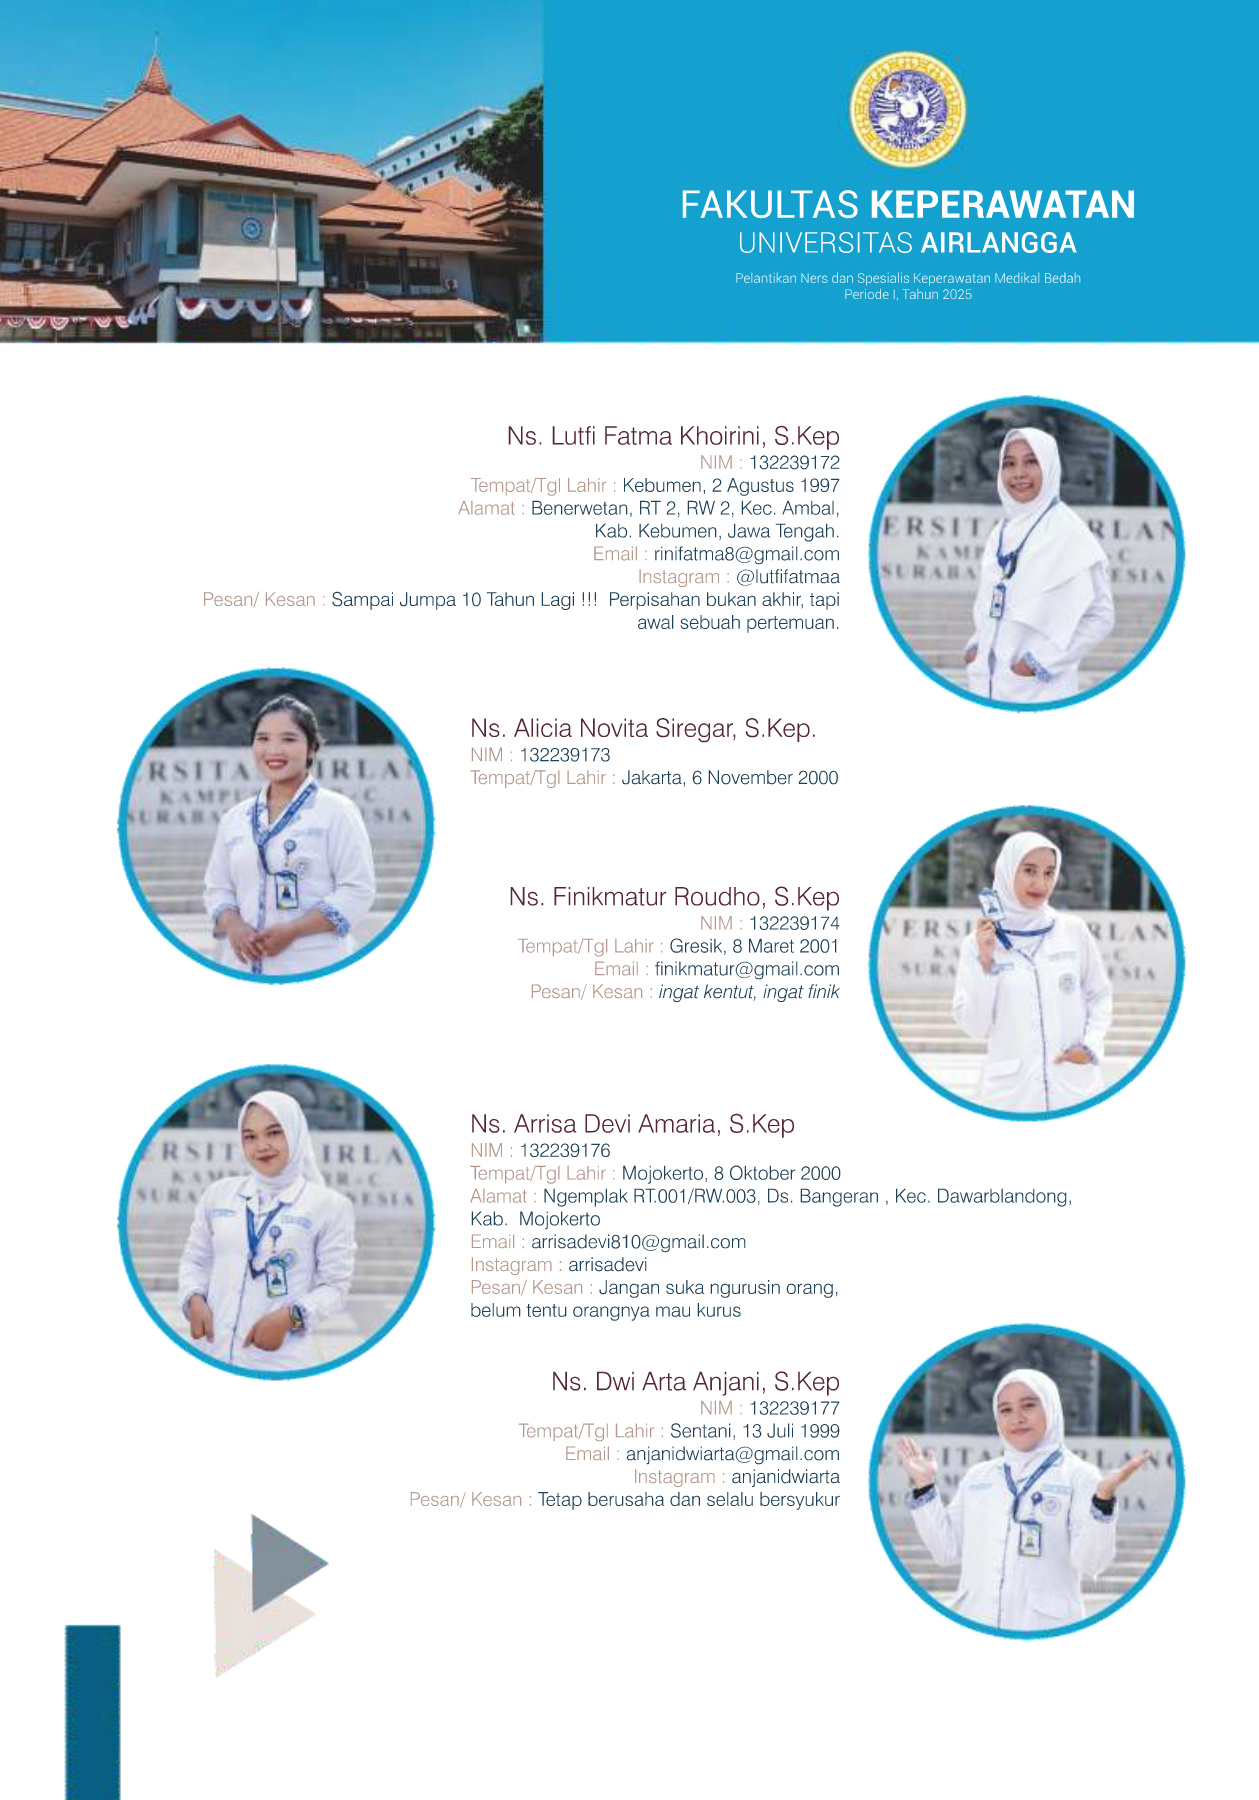 FAKULTAS KEPERAWATAN
UNIVERSITAS AIRLANGGA
Pelantikan Ners dan Spesialis Keperawatan Medikal Bedah
Periode I, Tahun 2025
Ns. Lutfi Fatma Khoirini, S.Kep
NIM : 132239172
Tempat/Tgl Lahir : Kebumen, 2 Agustus 1997
Alamat : Benerwetan, RT 2, RW 2, Kec. Ambal,
Kab. Kebumen, Jawa Tengah.
Email : rinifatma8@gmail.com
Instagram : @lutfifatmaa
Pesan/ Kesan : Sampai Jumpa 10 Tahun Lagi !!!  Perpisahan bukan akhir, tapi
awal sebuah pertemuan.
Ns. Alicia Novita Siregar, S.Kep.
NIM : 132239173
Tempat/Tgl Lahir : Jakarta, 6 November 2000
Ns. Finikmatur Roudho, S.Kep
NIM : 132239174
Tempat/Tgl Lahir : Gresik, 8 Maret 2001
Email : finikmatur@gmail.com
Pesan/ Kesan : ingat kentut, ingat finik
Ns. Arrisa Devi Amaria, S.Kep
NIM : 132239176
Tempat/Tgl Lahir : Mojokerto, 8 Oktober 2000
Alamat : Ngemplak RT.001/RW.003, Ds. Bangeran , Kec. Dawarblandong,
Kab.  Mojokerto
Email : arrisadevi810@gmail.com
Instagram : arrisadevi
Pesan/ Kesan : Jangan suka ngurusin orang,
belum tentu orangnya mau kurus
Ns. Dwi Arta Anjani, S.Kep
NIM : 132239177
Tempat/Tgl Lahir : Sentani, 13 Juli 1999
Email : anjanidwiarta@gmail.com
Instagram : anjanidwiarta
Pesan/ Kesan : Tetap berusaha dan selalu bersyukur